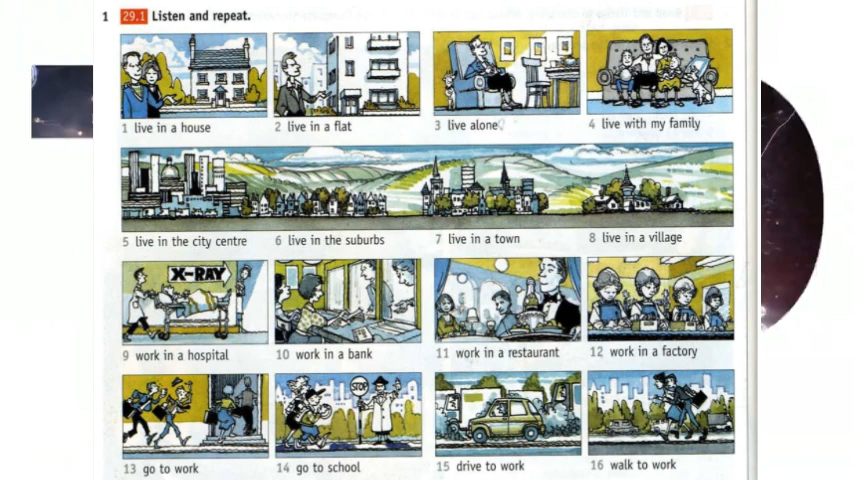 1 29.1 Listen and repeat.
1 live in a house
2 live in a flat
3 live alone
4 live with my family
5 live in the city centre
6 live in the suburbs
7 live in a town
8 live in a village
X-RAY
9 work in a hospital
10 work in a bank
11 work in a restaurant
12 work in a factory
STOP
13 go to work
14 go to school
15 drive to work
16 walk to work